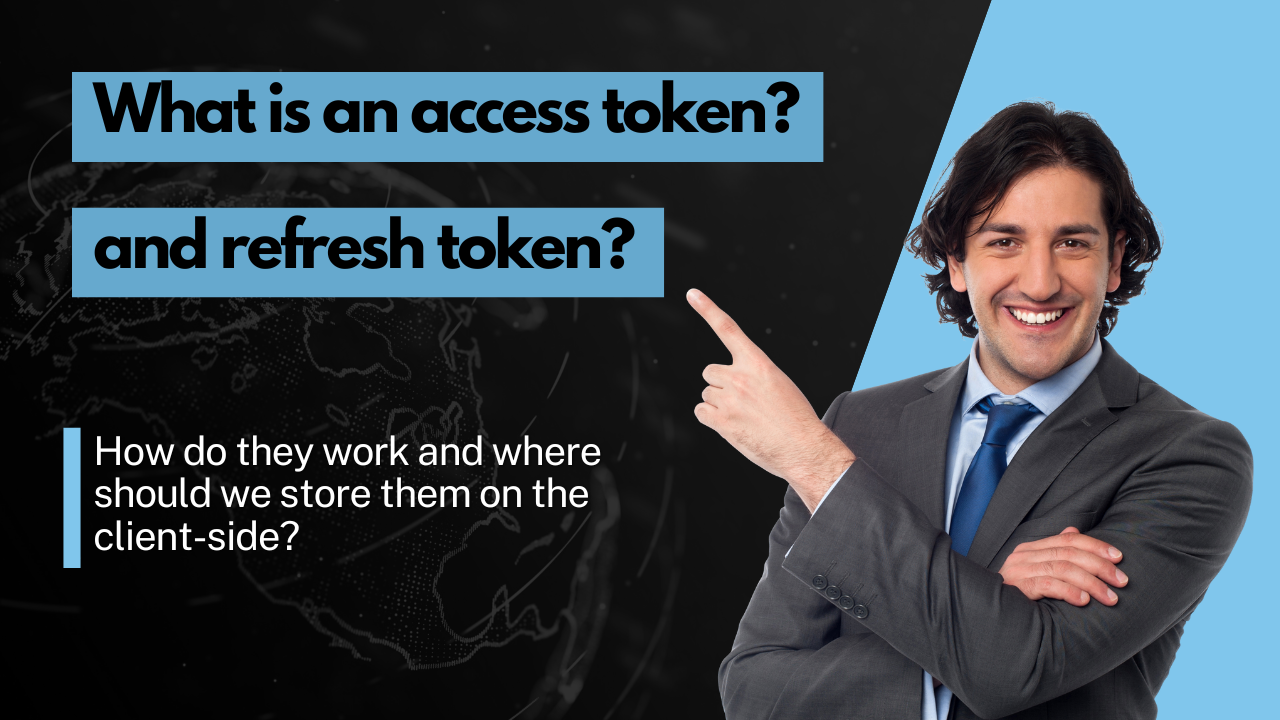 What is an access token?
and refresh token?
How do they work and where
should we store them on the
client-side?